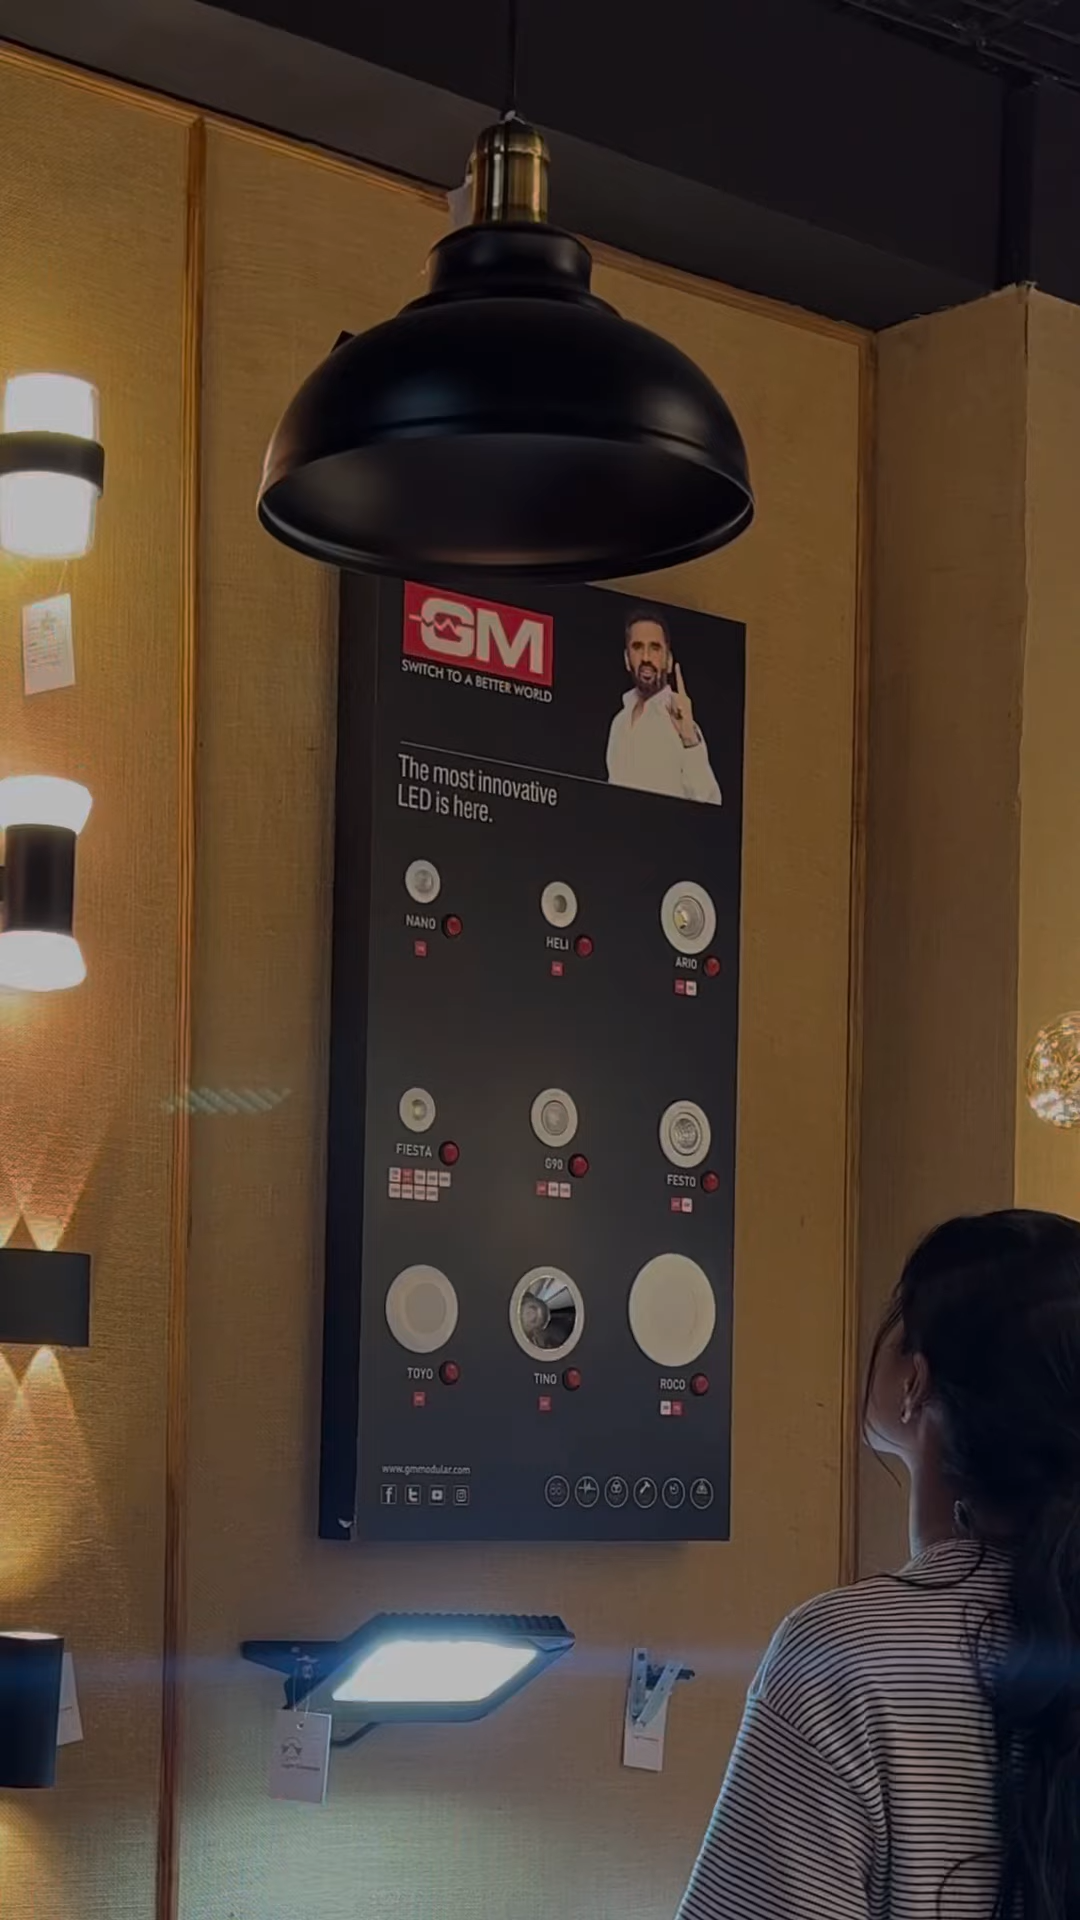 GM
SWITCH TO A BETTER WORLD
The most innovative
LED is here.
NANO
HELI
ARIO
FIESTA
G90
FESTO
TOYO
TINO
ROCO
www.gmmodular.com